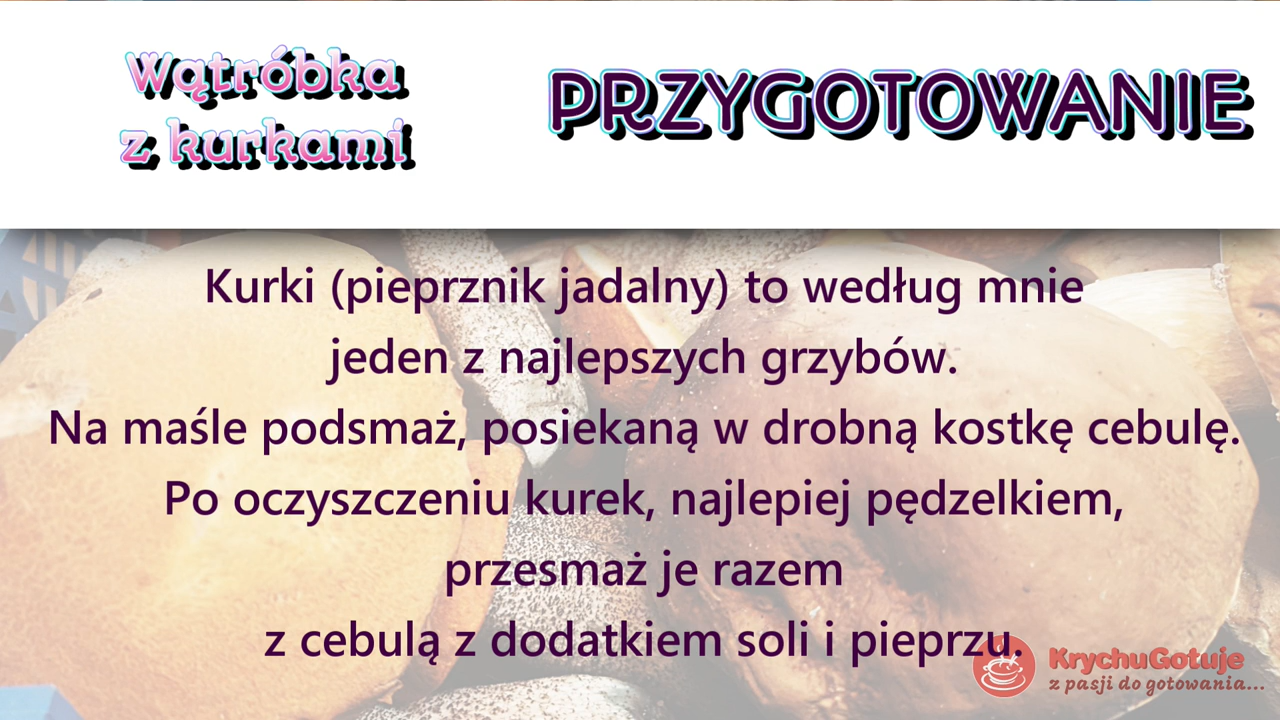 Wątróbka
z kurkami
PRZYGOTOWANIE
Kurki (pieprznik jadalny) to według mnie
jeden z najlepszych grzybów.
Na maśle podsmaż, posiekaną w drobną kostkę cebulę.
Po oczyszczeniu kurek, najlepiej pędzelkiem,
przesmaż je razem
z cebulą z dodatkiem soli i pieprzu.
KrychuGotuje
z pasji do gotowania...